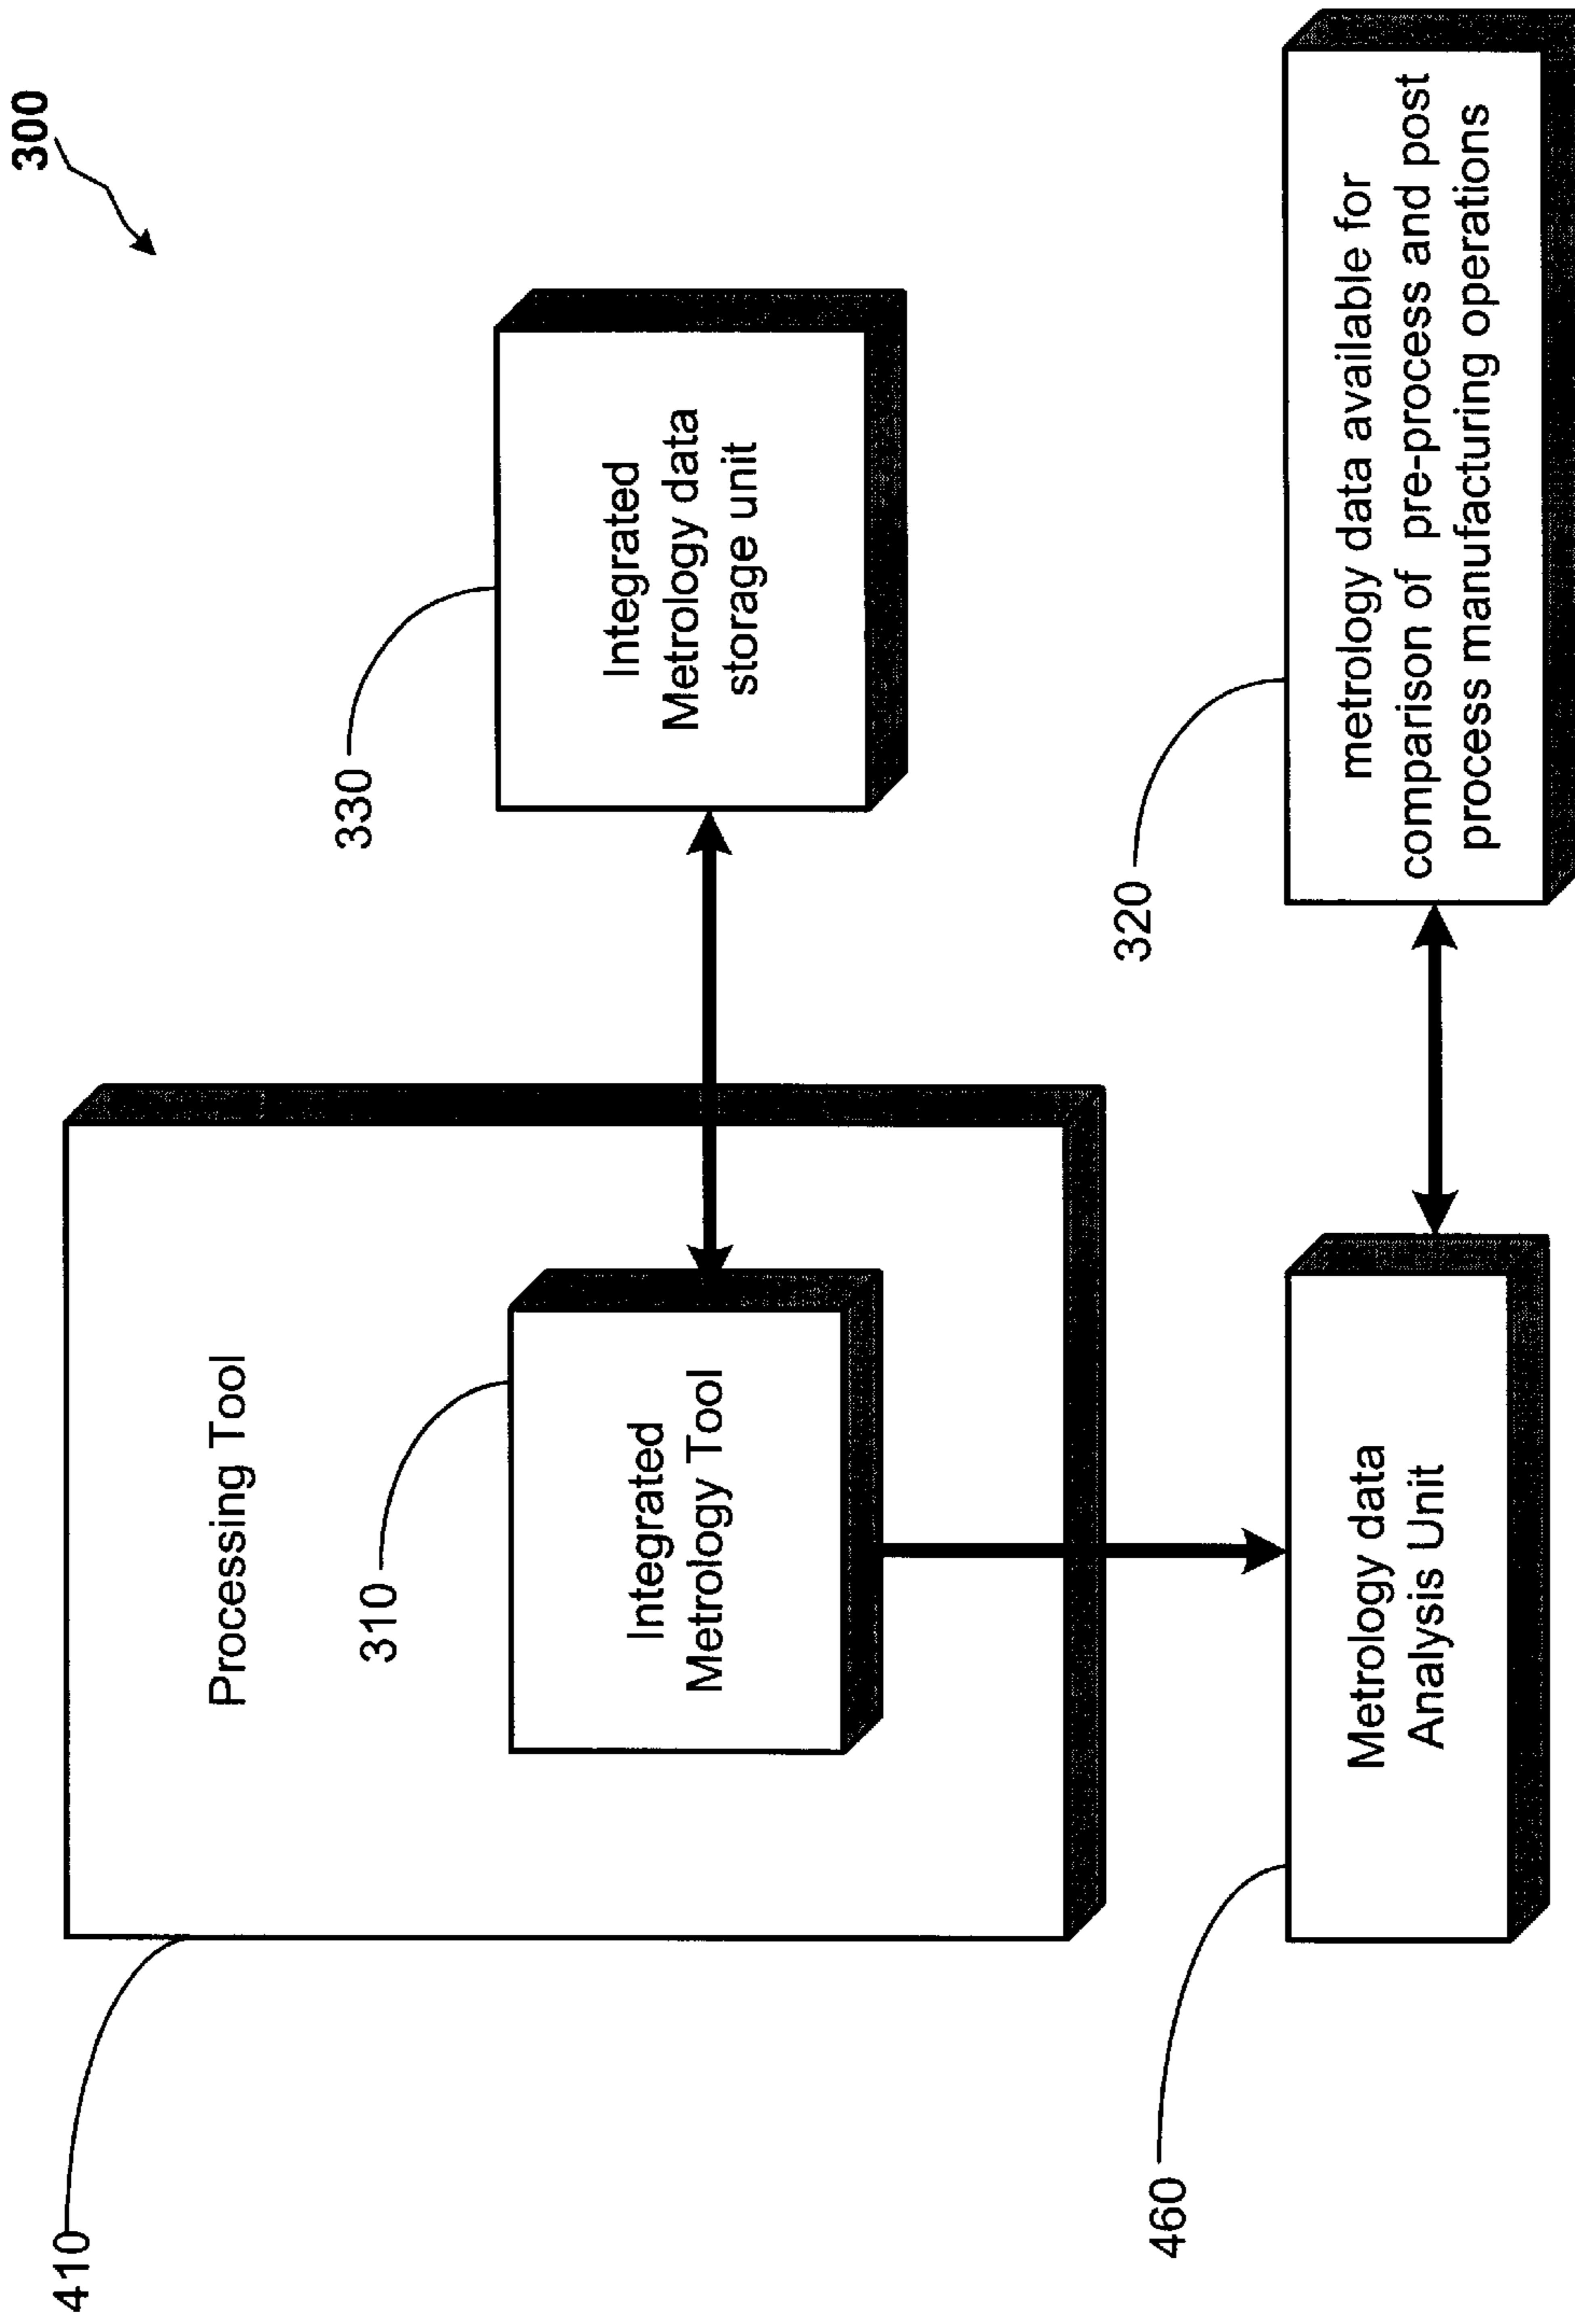 300
410
Processing Tool
310
Integrated
Metrology Tool
330
Integrated
Metrology data
storage unit
460
Metrology data
Analysis Unit
320
metrology data available for
comparison of pre-process and post
process manufacturing operations